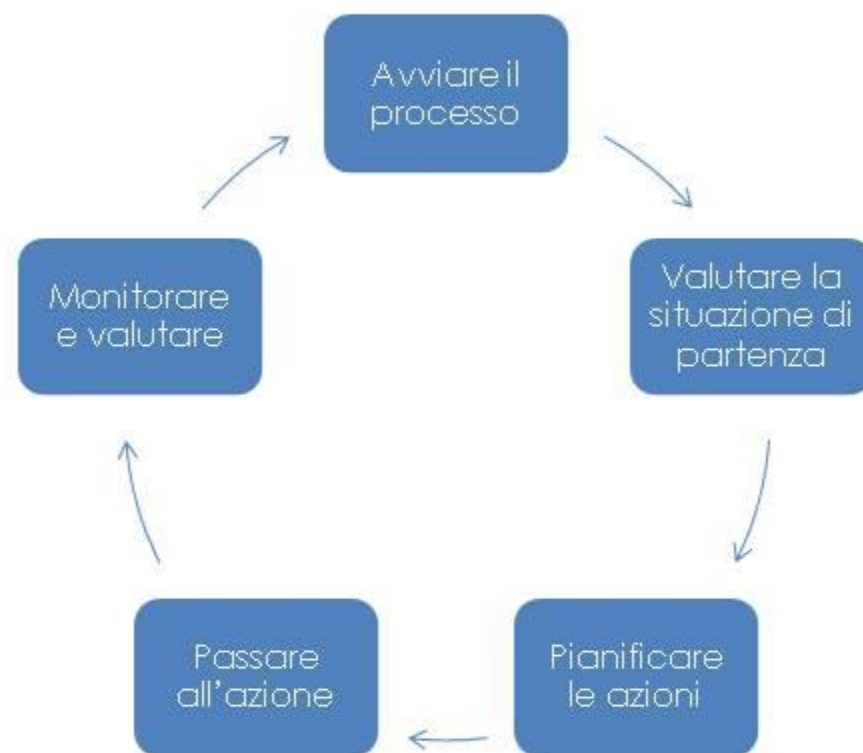 Avviare il
processo
Valutare la
situazione di
partenza
Pianificare
le azioni
Passare
all'azione
Monitorare
e valutare